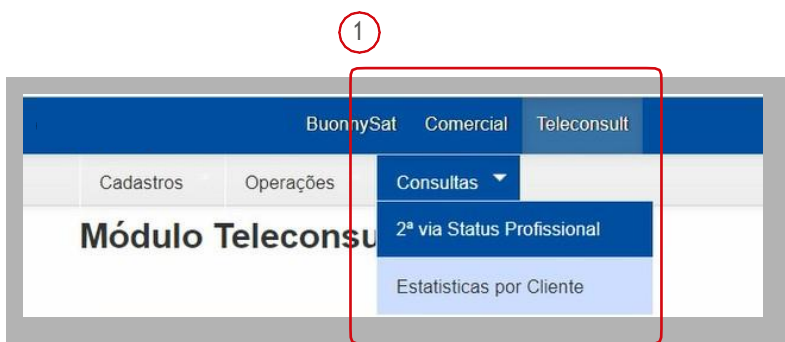 1
BuonnySat Comercial Teleconsult
Cadastros Operações Consultas
Módulo Teleconsu
2ª via Status Profissional
Estatisticas por Cliente